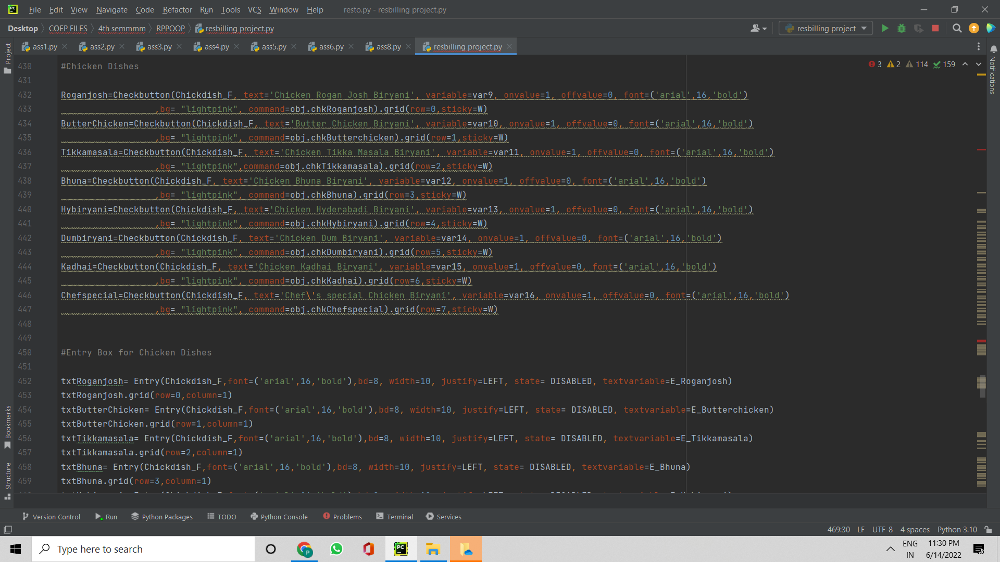 File Edit View Navigate Code Refactor Run Tools VCS Window Help resto.py - resbilling project.py
Desktop COEP FILES 4th semmmm RPPOOP resbilling project.py resbilling project
ass1.py ass2.py ass3.py ass4.py ass5.py ass6.py ass8.py resbilling project.py
Project
Notifications
3 2 114 159
430 #Chicken Dishes
431
432 Roganjosh=Checkbutton(Chickdish_F, text='Chicken Rogan Josh Biryani', variable=var9, onvalue=1, offvalue=0, font=('arial',16,'bold')
433 ,bg= "lightpink", command=obj.chkRoganjosh).grid(row=0,sticky=W)
434 ButterChicken=Checkbutton(Chickdish_F, text='Butter Chicken Biryani', variable=var10, onvalue=1, offvalue=0, font=('arial',16,'bold')
435 ,bg= "lightpink", command=obj.chkButterchicken).grid(row=1,sticky=W)
436 Tikkamasala=Checkbutton(Chickdish_F, text='Chicken Tikka Masala Biryani', variable=var11, onvalue=1, offvalue=0, font=('arial',16,'bold')
437 ,bg= "lightpink",command=obj.chkTikkamasala).grid(row=2,sticky=W)
438 Bhuna=Checkbutton(Chickdish_F, text='Chicken Bhuna Biryani', variable=var12, onvalue=1, offvalue=0, font=('arial',16,'bold')
439 ,bg= "lightpink", command=obj.chkBhuna).grid(row=3,sticky=W)
440 Hybiryani=Checkbutton(Chickdish_F, text='Chicken Hyderabadi Biryani', variable=var13, onvalue=1, offvalue=0, font=('arial',16,'bold')
441 ,bg= "lightpink", command=obj.chkHybiryani).grid(row=4,sticky=W)
442 Dumbiryani=Checkbutton(Chickdish_F, text='Chicken Dum Biryani', variable=var14, onvalue=1, offvalue=0, font=('arial',16,'bold')
443 ,bg= "lightpink", command=obj.chkDumbiryani).grid(row=5,sticky=W)
444 Kadhai=Checkbutton(Chickdish_F, text='Chicken Kadhai Biryani', variable=var15, onvalue=1, offvalue=0, font=('arial',16,'bold')
445 ,bg= "lightpink", command=obj.chkKadhai).grid(row=6,sticky=W)
446 Chefspecial=Checkbutton(Chickdish_F, text='Chef\'s special Chicken Biryani', variable=var16, onvalue=1, offvalue=0, font=('arial',16,'bold')
447 ,bg= "lightpink", command=obj.chkChefspecial).grid(row=7,sticky=W)
448
449
450 #Entry Box for Chicken Dishes
451
452 txtRoganjosh= Entry(Chickdish_F,font=('arial',16,'bold'),bd=8, width=10, justify=LEFT, state= DISABLED, textvariable=E_Roganjosh)
453 txtRoganjosh.grid(row=0,column=1)
454 txtButterChicken= Entry(Chickdish_F,font=('arial',16,'bold'),bd=8, width=10, justify=LEFT, state= DISABLED, textvariable=E_Butterchicken)
455 txtButterChicken.grid(row=1,column=1)
456 txtTikkamasala= Entry(Chickdish_F,font=('arial',16,'bold'),bd=8, width=10, justify=LEFT, state= DISABLED, textvariable=E_Tikkamasala)
457 txtTikkamasala.grid(row=2,column=1)
458 txtBhuna= Entry(Chickdish_F,font=('arial',16,'bold'),bd=8, width=10, justify=LEFT, state= DISABLED, textvariable=E_Bhuna)
459 txtBhuna.grid(row=3,column=1)
Bookmarks
Structure
Version Control Run Python Packages TODO Python Console Problems Terminal Services
469:30 LF UTF-8 4 spaces Python 3.10
Type here to search
ENG 11:30 PM
IN 6/14/2022